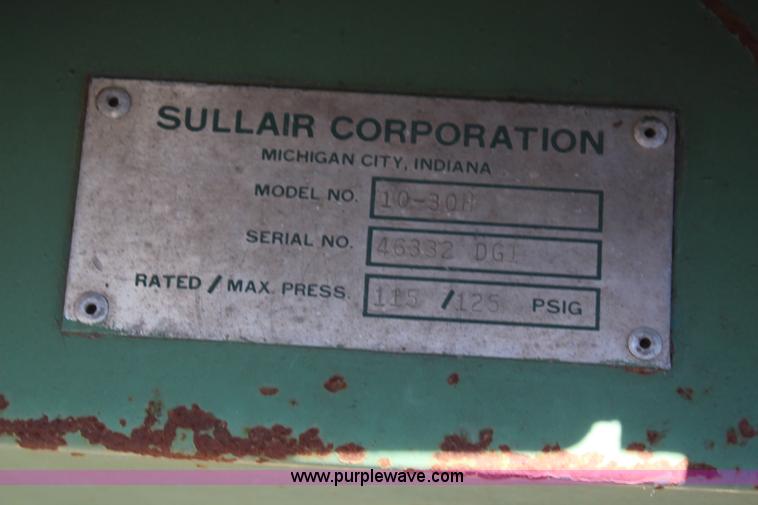 SULLAIR CORPORATION
MICHIGAN CITY, INDIANA
MODEL NO. 10-30H
SERIAL NO. 46332 DGI
RATED / MAX. PRESS. 115 / 125 PSIG
www.purplewave.com